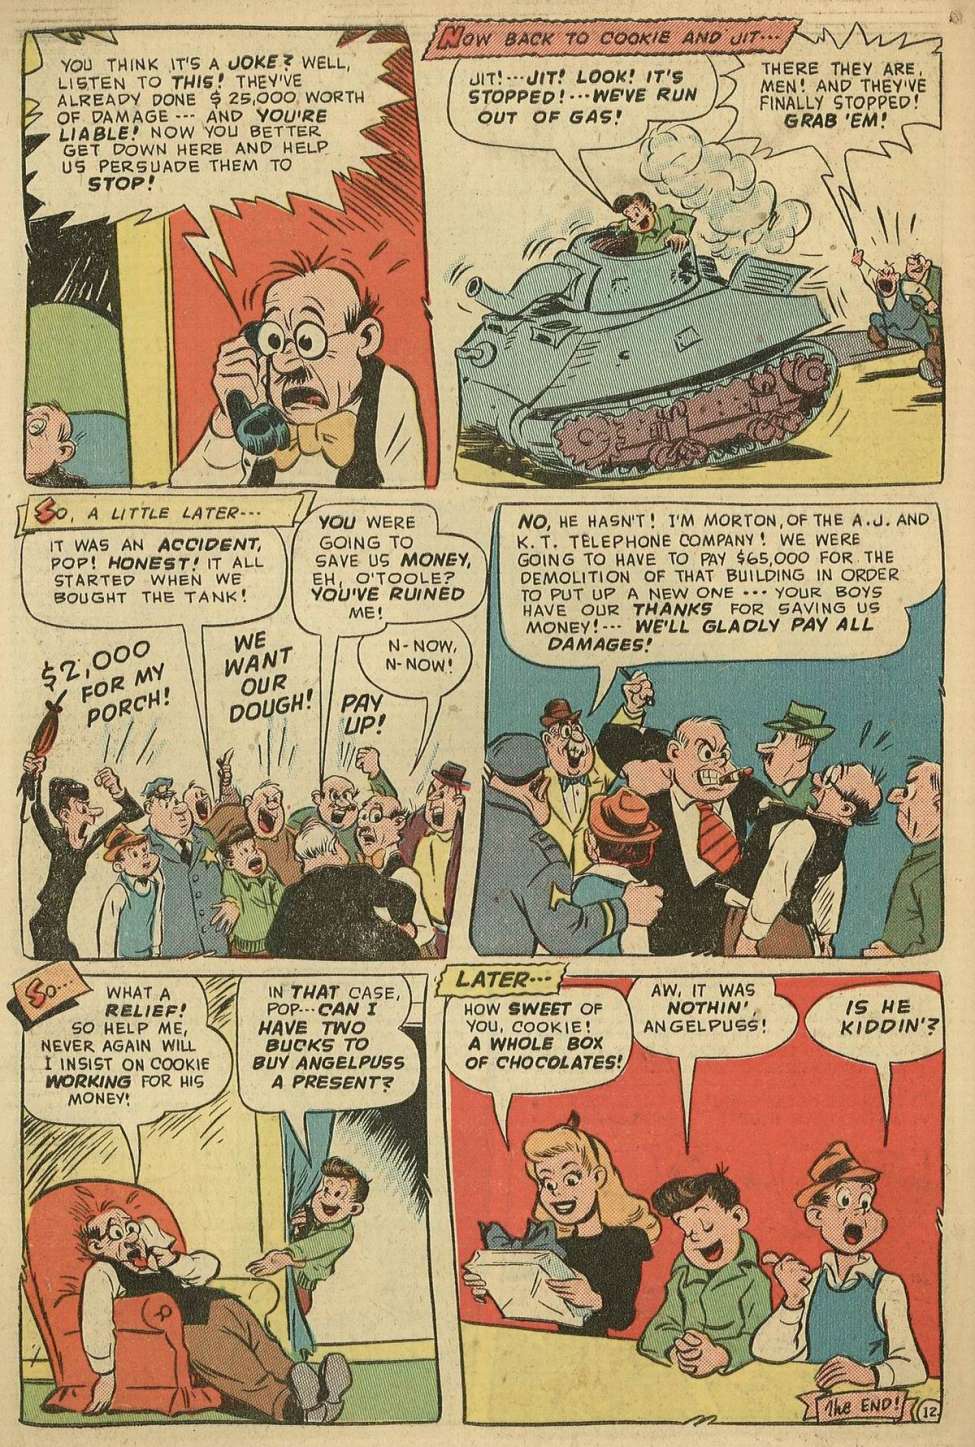 YOU THINK IT'S A JOKE? WELL,
LISTEN TO THIS! THEY'VE
ALREADY DONE $25,000 WORTH
OF DAMAGE --- AND YOU'RE
LIABLE! NOW YOU BETTER
GET DOWN HERE AND HELP
US PERSUADE THEM TO
STOP!
NOW BACK TO COOKIE AND JIT---
JIT!---JIT! LOOK! IT'S
STOPPED!---WE'VE RUN
OUT OF GAS!
THERE THEY ARE,
MEN! AND THEY'VE
FINALLY STOPPED!
GRAB 'EM!
SO, A LITTLE LATER---
IT WAS AN ACCIDENT,
POP! HONEST! IT ALL
STARTED WHEN WE
BOUGHT THE TANK!
YOU WERE
GOING TO
SAVE US MONEY,
EH, O'TOOLE?
YOU'VE RUINED
ME!
N-NOW,
N-NOW!
$2,000
FOR MY
PORCH!
WE
WANT
OUR
DOUGH!
PAY
UP!
NO, HE HASN'T! I'M MORTON, OF THE A.J. AND
K.T. TELEPHONE COMPANY! WE WERE
GOING TO HAVE TO PAY $65,000 FOR THE
DEMOLITION OF THAT BUILDING IN ORDER
TO PUT UP A NEW ONE --- YOUR BOYS
HAVE OUR THANKS FOR SAVING US
MONEY!--- WE'LL GLADLY PAY ALL
DAMAGES!
SO---
WHAT A
RELIEF!
SO HELP ME,
NEVER AGAIN WILL
I INSIST ON COOKIE
WORKING FOR HIS
MONEY!
IN THAT CASE,
POP---CAN I
HAVE TWO
BUCKS TO
BUY ANGELPUSS
A PRESENT?
LATER---
HOW SWEET OF
YOU, COOKIE!
A WHOLE BOX
OF CHOCOLATES!
AW, IT WAS
NOTHIN',
ANGELPUSS!
IS HE
KIDDIN'?
The END!
12